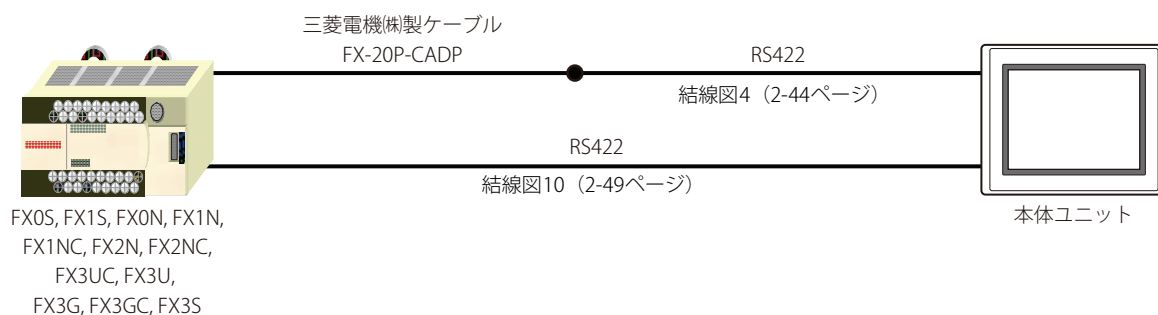 三菱電機㈱製ケーブル
FX-20P-CADP
RS422
結線図4（2-44ページ）
RS422
結線図10（2-49ページ）
FX0S, FX1S, FX0N, FX1N,
FX1NC, FX2N, FX2NC,
FX3UC, FX3U,
FX3G, FX3GC, FX3S
本体ユニット